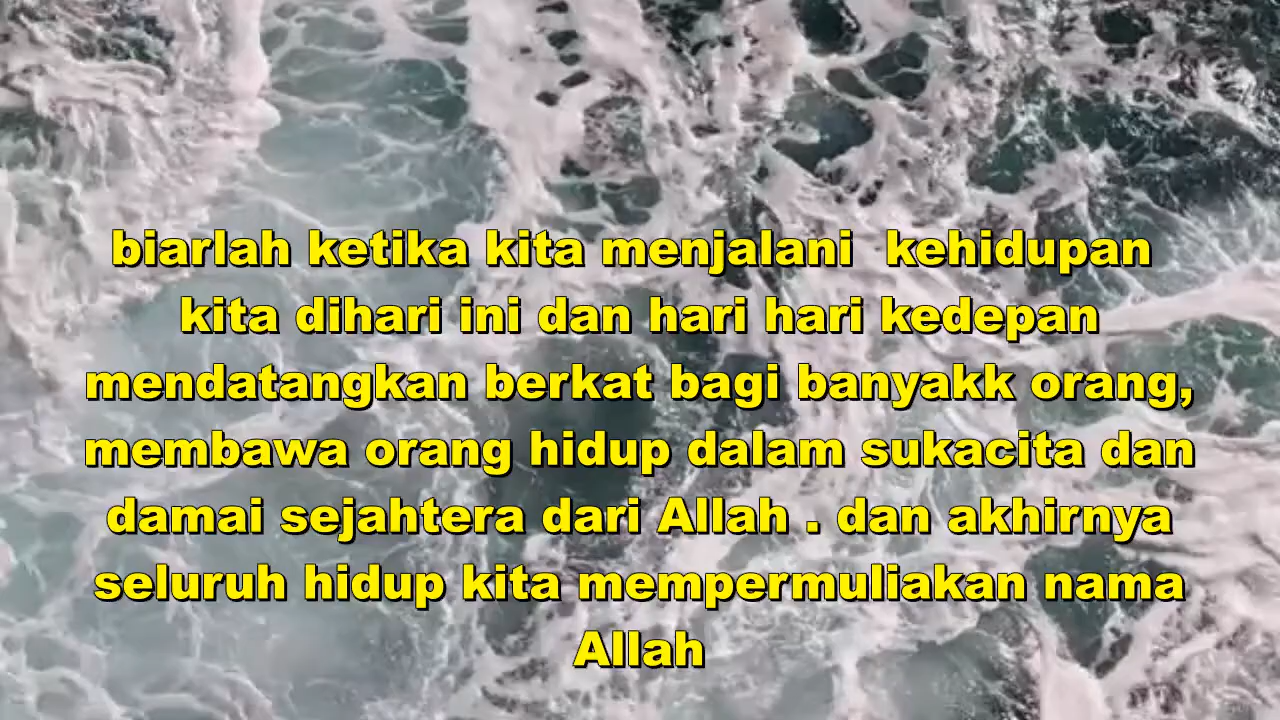 biarlah ketika kita menjalani  kehidupan
kita dihari ini dan hari hari kedepan
mendatangkan berkat bagi banyakk orang,
membawa orang hidup dalam sukacita dan
damai sejahtera dari Allah . dan akhirnya
seluruh hidup kita mempermuliakan nama
Allah